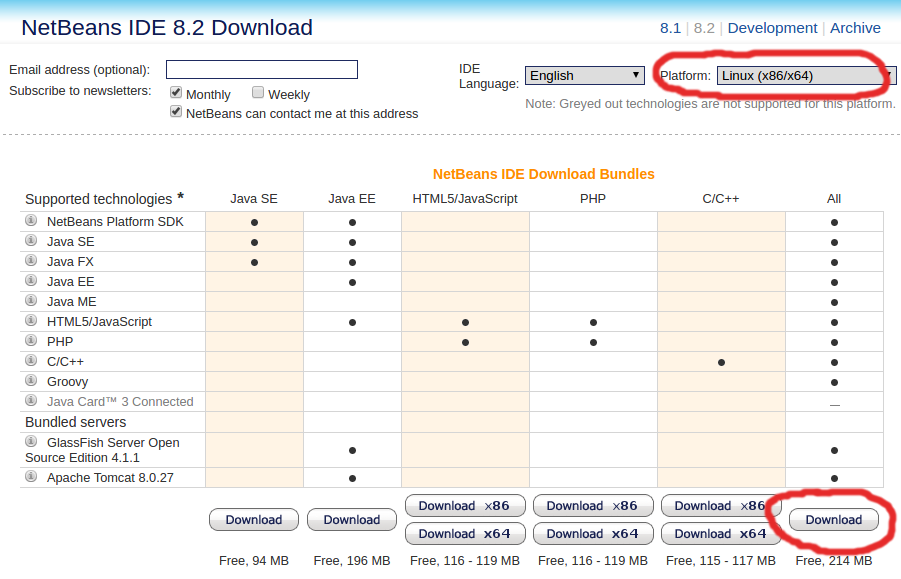 NetBeans IDE 8.2 Download
8.1 | 8.2 | Development | Archive
Email address (optional):
Subscribe to newsletters:
Monthly Weekly
NetBeans can contact me at this address
IDE
Language:
English
Platform: Linux (x86/x64)
Note: Greyed out technologies are not supported for this platform.
NetBeans IDE Download Bundles
Supported technologies * Java SE Java EE HTML5/JavaScript PHP C/C++ All
NetBeans Platform SDK ● ● ●
Java SE ● ● ●
Java FX ● ● ●
Java EE ● ●
Java ME ●
HTML5/JavaScript ● ● ● ●
PHP ● ● ●
C/C++ ● ●
Groovy ●
Java Card™ 3 Connected —
Bundled servers
GlassFish Server Open
Source Edition 4.1.1 ● ●
Apache Tomcat 8.0.27 ● ●
Download Download Download x86 Download x86 Download x86 Download
Download x64 Download x64 Download x64
Free, 94 MB Free, 196 MB Free, 116 - 119 MB Free, 116 - 119 MB Free, 115 - 117 MB Free, 214 MB